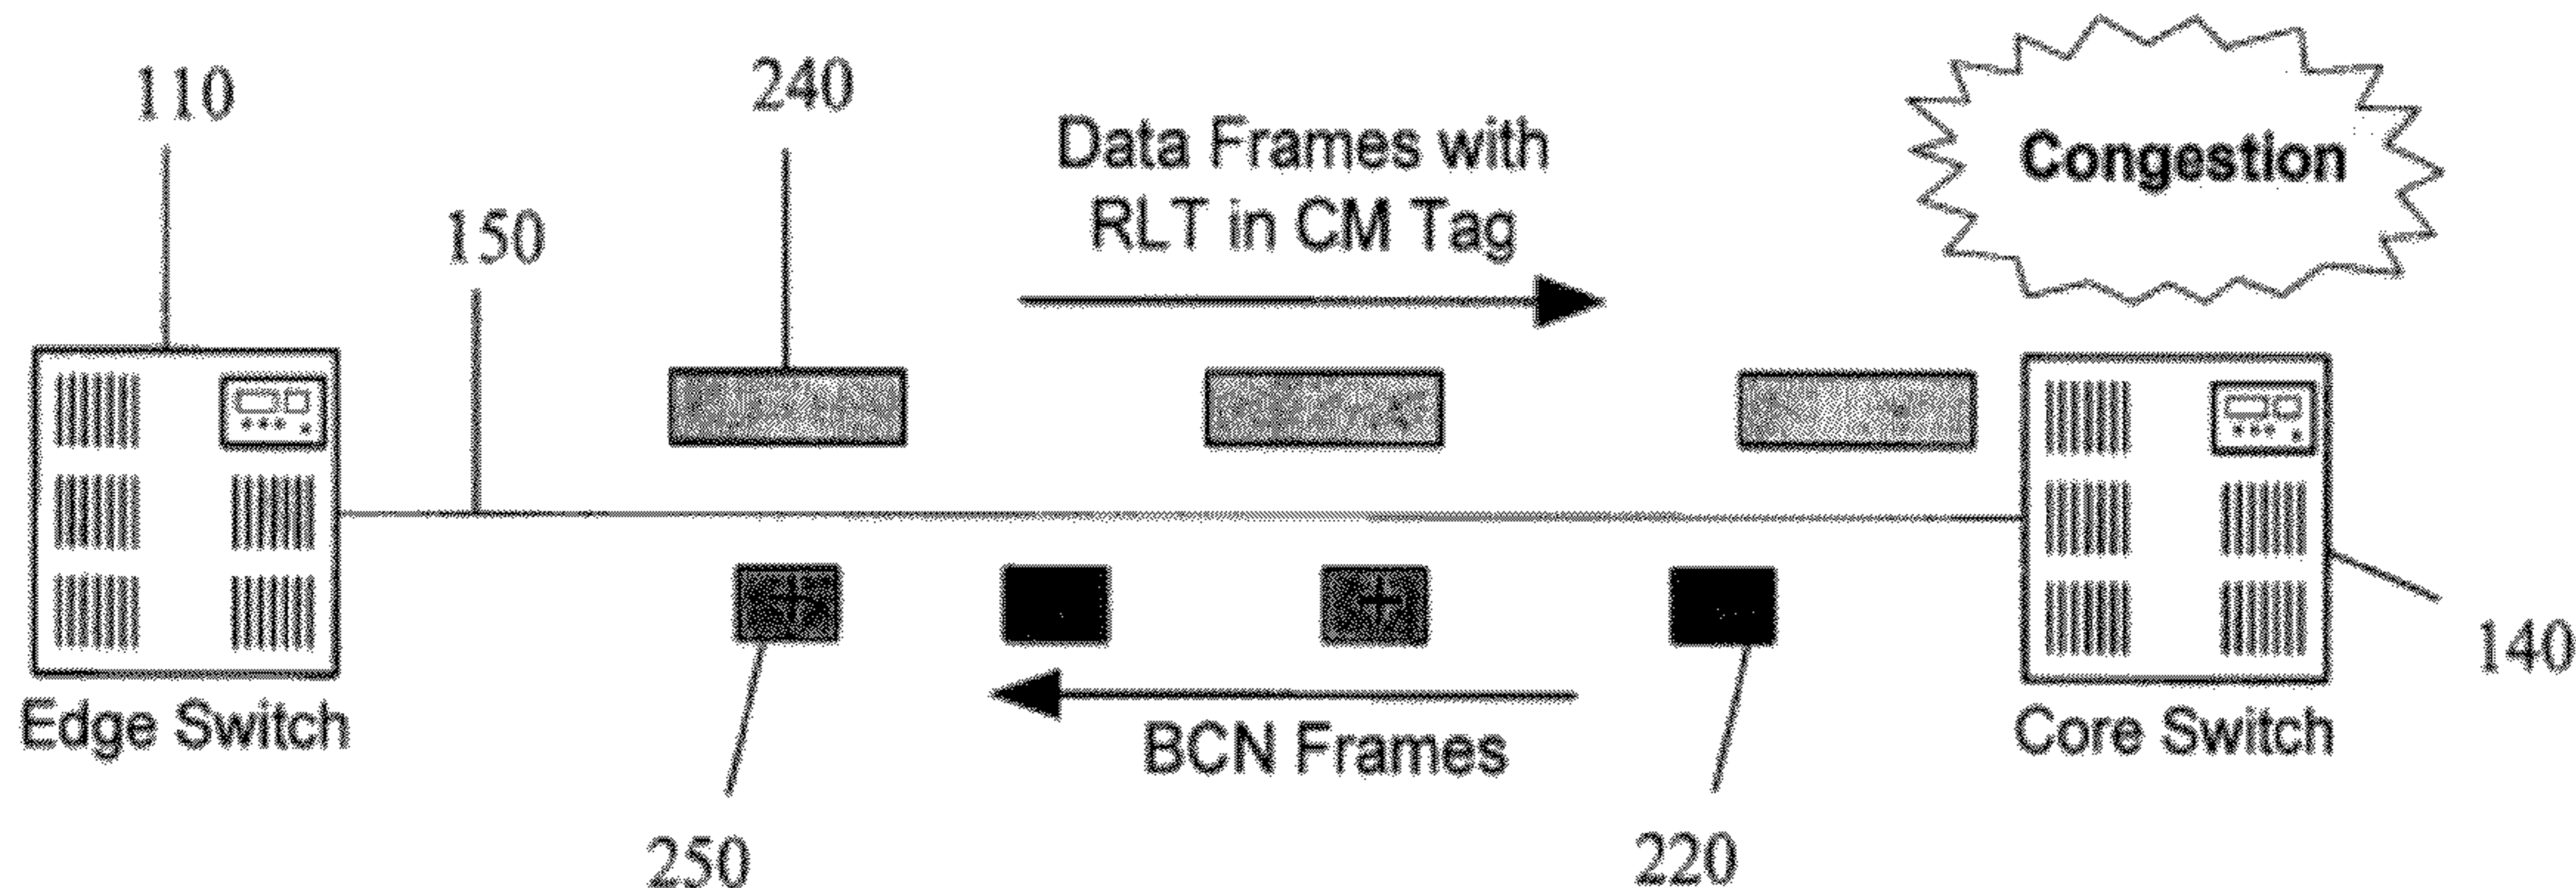 110
240
150
Data Frames with
RLT in CM Tag
Congestion
Edge Switch
BCN Frames
Core Switch
140
250
220